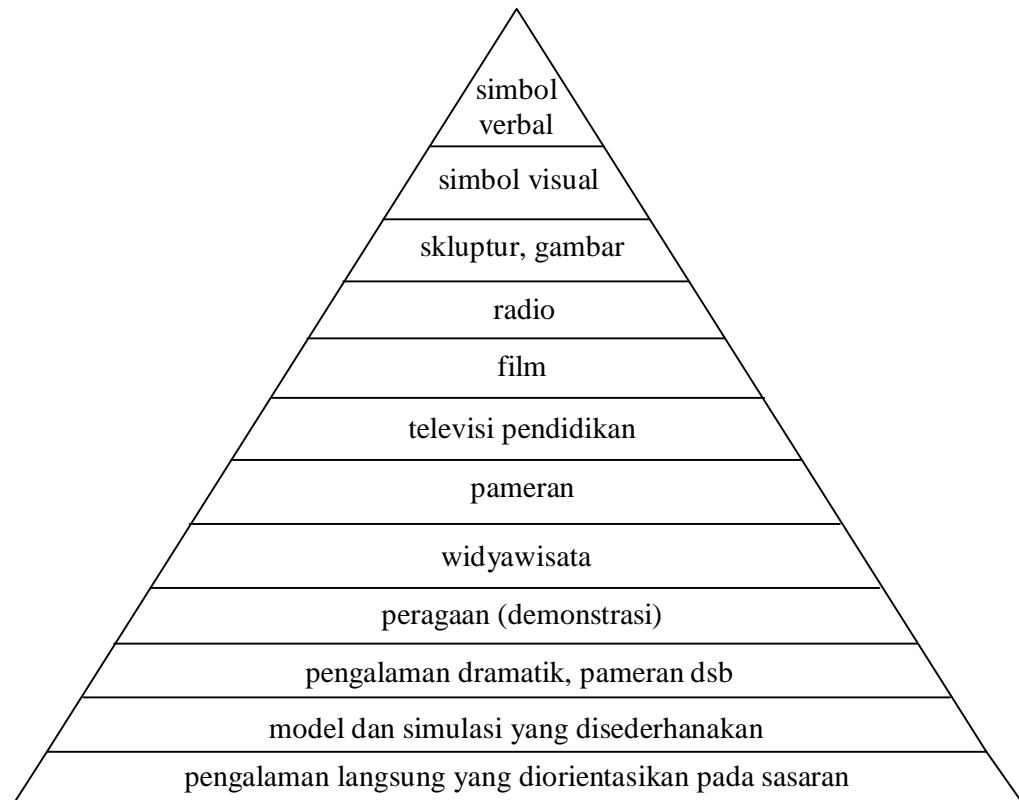 simbol
verbal
simbol visual
skluptur, gambar
radio
film
televisi pendidikan
pameran
widyawisata
peragaan (demonstrasi)
pengalaman dramatik, pameran dsb
model dan simulasi yang disederhanakan
pengalaman langsung yang diorientasikan pada sasaran